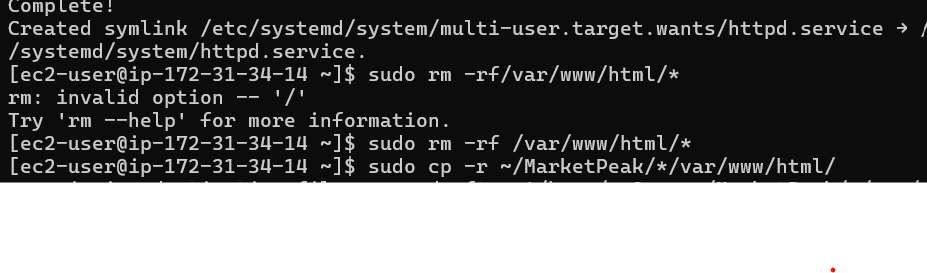 Complete!
Created symlink /etc/systemd/system/multi-user.target.wants/httpd.service → /
/systemd/system/httpd.service.
[ec2-user@ip-172-31-34-14 ~]$ sudo rm -rf/var/www/html/*
rm: invalid option -- '/'
Try 'rm --help' for more information.
[ec2-user@ip-172-31-34-14 ~]$ sudo rm -rf /var/www/html/*
[ec2-user@ip-172-31-34-14 ~]$ sudo cp -r ~/MarketPeak/*/var/www/html/